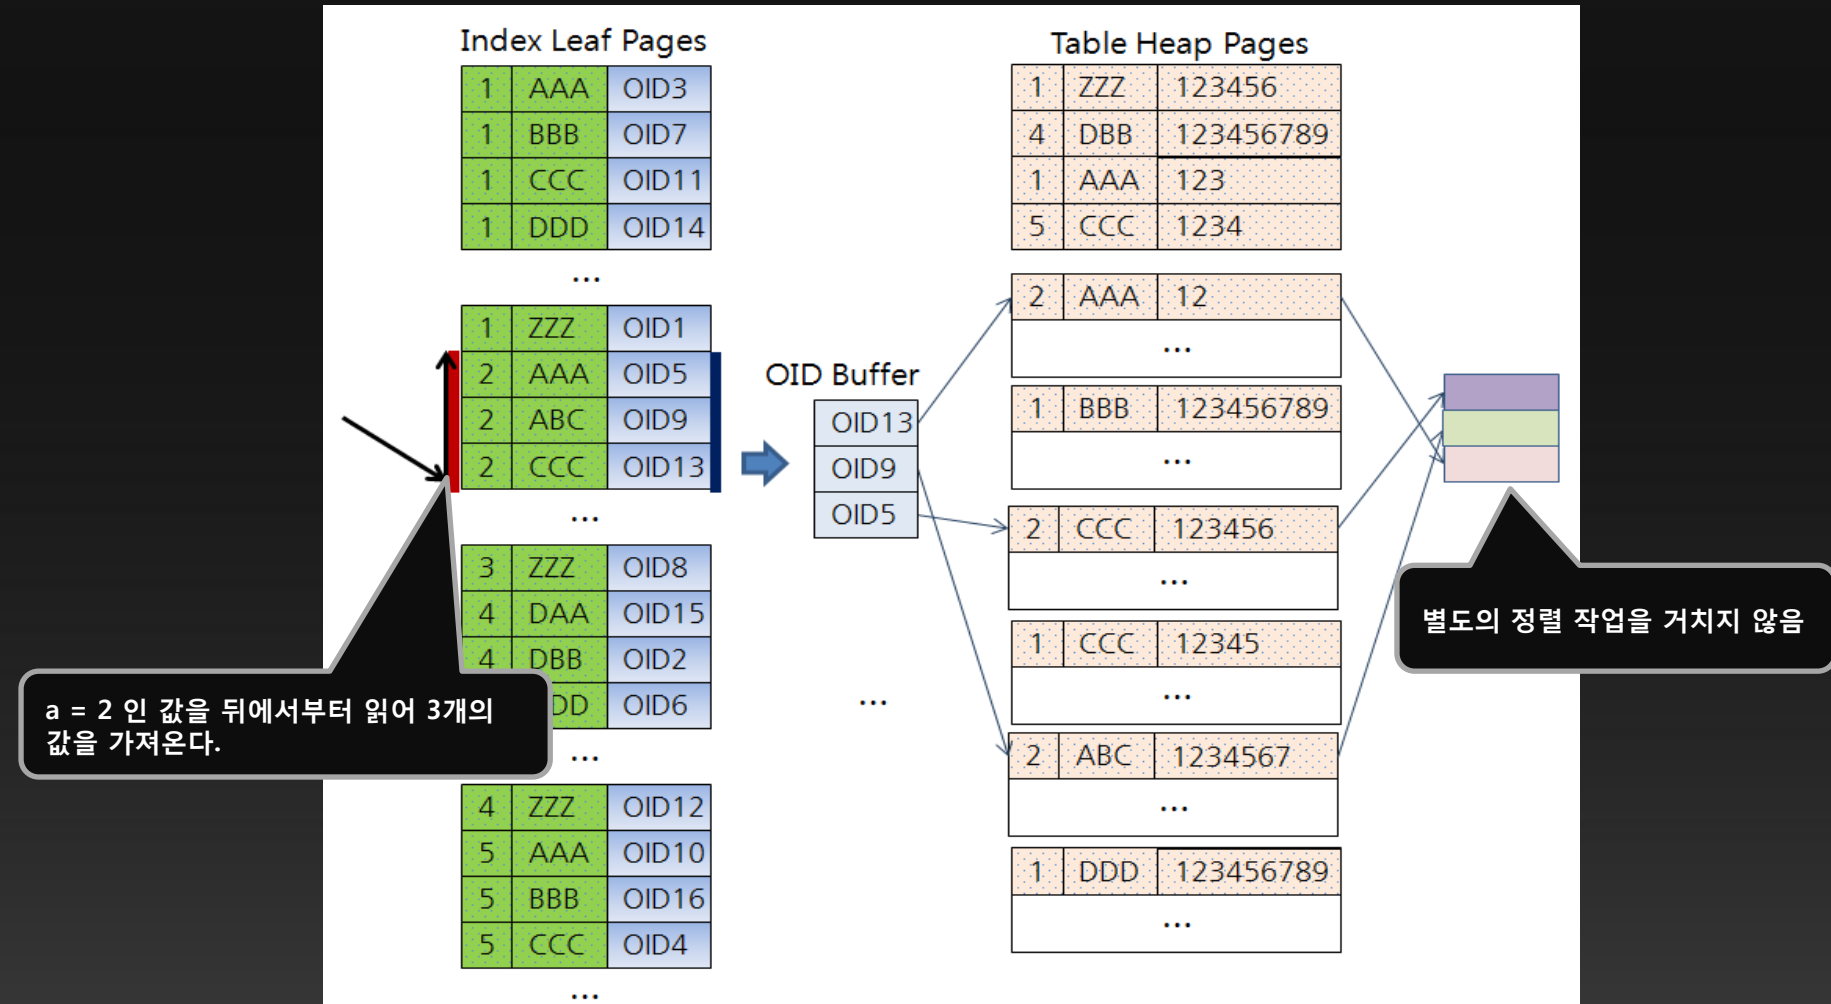 Index Leaf Pages
1 AAA OID3
1 BBB OID7
1 CCC OID11
1 DDD OID14
...
1 ZZZ OID1
2 AAA OID5
2 ABC OID9
2 CCC OID13
...
3 ZZZ OID8
4 DAA OID15
4 DBB OID2
DD OID6
...
4 ZZZ OID12
5 AAA OID10
5 BBB OID16
5 CCC OID4
...
a = 2 인 값을 뒤에서부터 읽어 3개의
값을 가져온다.
OID Buffer
OID13
OID9
OID5
...
Table Heap Pages
1 ZZZ 123456
4 DBB 123456789
1 AAA 123
5 CCC 1234
2 AAA 12
...
1 BBB 123456789
...
2 CCC 123456
...
1 CCC 12345
...
2 ABC 1234567
...
1 DDD 123456789
...
별도의 정렬 작업을 거치지 않음